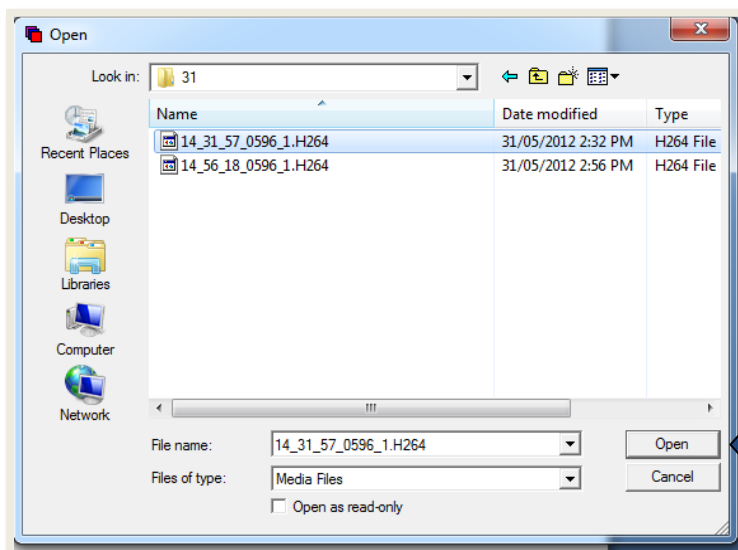 Open
Look in: 31
Name Date modified Type
14_31_57_0596_1.H264 31/05/2012 2:32 PM H264 File
14_56_18_0596_1.H264 31/05/2012 2:56 PM H264 File
Recent Places
Desktop
Libraries
Computer
Network
File name: 14_31_57_0596_1.H264 Open
Files of type: Media Files Cancel
Open as read-only